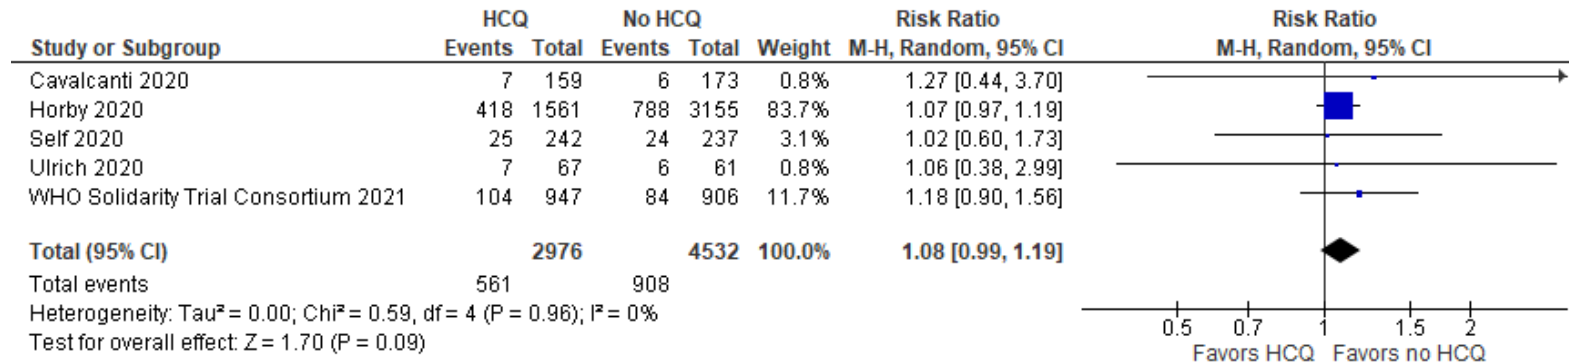 HCQ No HCQ Risk Ratio Risk Ratio
Study or Subgroup Events Total Events Total Weight M-H, Random, 95% CI M-H, Random, 95% CI
Cavalcanti 2020 7 159 6 173 0.8% 1.27 [0.44, 3.70]
Horby 2020 418 1561 788 3155 83.7% 1.07 [0.97, 1.19]
Self 2020 25 242 24 237 3.1% 1.02 [0.60, 1.73]
Ulrich 2020 7 67 6 61 0.8% 1.06 [0.38, 2.99]
WHO Solidarity Trial Consortium 2021 104 947 84 906 11.7% 1.18 [0.90, 1.56]
Total (95% CI) 2976 4532 100.0% 1.08 [0.99, 1.19]
Total events 561 908
Heterogeneity: Tau² = 0.00; Chi² = 0.59, df = 4 (P = 0.96); I² = 0%
Test for overall effect: Z = 1.70 (P = 0.09)
0.5 0.7 1 1.5 2
Favors HCQ Favors no HCQ